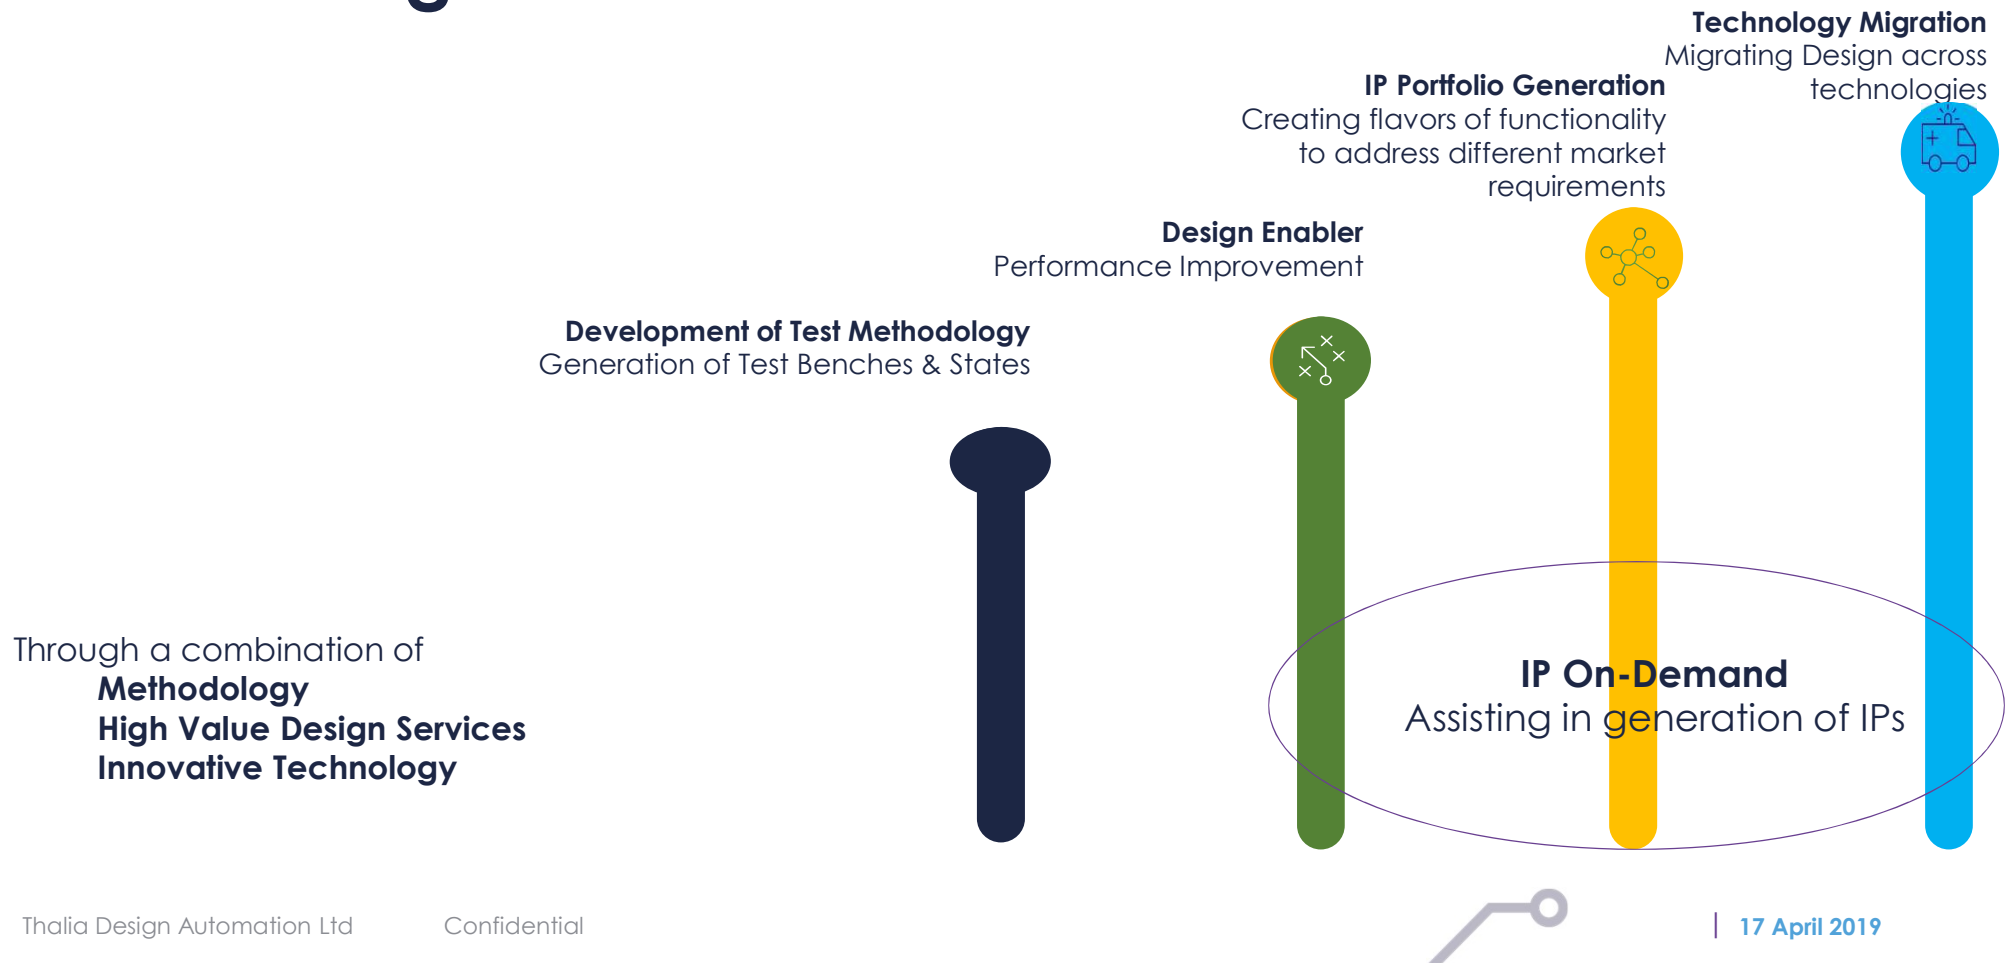 Technology Migration
Migrating Design across
technologies
IP Portfolio Generation
Creating flavors of functionality
to address different market
requirements
Design Enabler
Performance Improvement
Development of Test Methodology
Generation of Test Benches & States
Through a combination of
Methodology
High Value Design Services
Innovative Technology
IP On-Demand
Assisting in generation of IPs
Thalia Design Automation Ltd
Confidential
17 April 2019